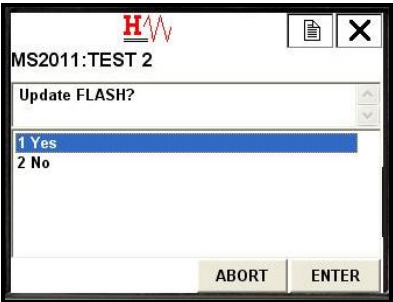 H
MS2011:TEST 2
Update FLASH?
1 Yes
2 No
ABORT
ENTER